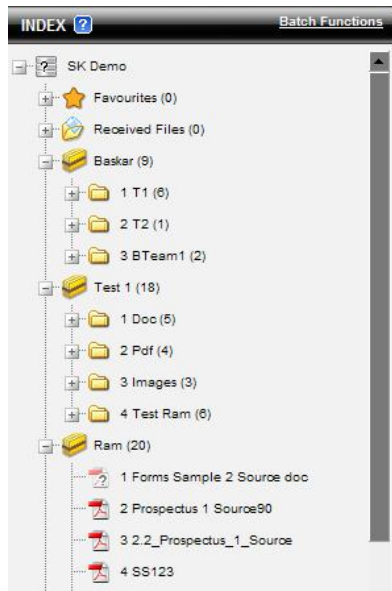 INDEX ? Batch Functions
SK Demo
Favourites (0)
Received Files (0)
Baskar (9)
1 T1 (6)
2 T2 (1)
3 BTeam1 (2)
Test 1 (18)
1 Doc (5)
2 Pdf (4)
3 Images (3)
4 Test Ram (6)
Ram (20)
1 Forms Sample 2 Source doc
2 Prospectus 1 Source90
3 2.2_Prospectus_1_Source
4 SS123